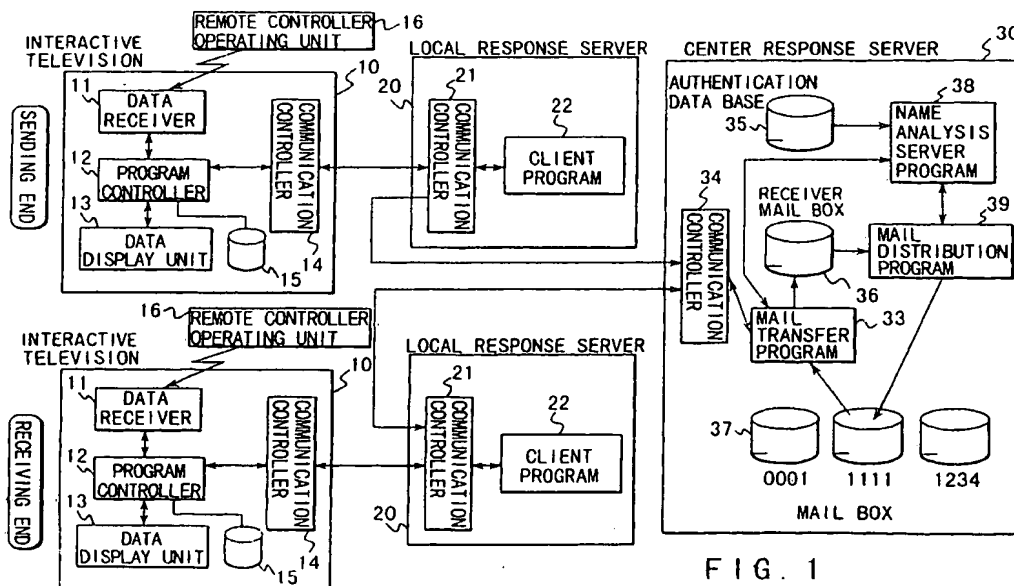 REMOTE CONTROLLER
OPERATING UNIT
16
INTERACTIVE
TELEVISION
10
SENDING END
11
DATA
RECEIVER
12
PROGRAM
CONTROLLER
13
DATA
DISPLAY UNIT
COMMUNICATION
CONTROLLER
14
15
LOCAL RESPONSE SERVER
20
21
COMMUNICATION
CONTROLLER
22
CLIENT
PROGRAM
CENTER RESPONSE SERVER
30
AUTHENTICATION
DATA BASE
35
38
NAME
ANALYSIS
SERVER
PROGRAM
RECEIVER
MAIL BOX
36
39
MAIL
DISTRIBUTION
PROGRAM
34
COMMUNICATION
CONTROLLER
MAIL
TRANSFER
PROGRAM
33
37
0001
1111
1234
MAIL BOX
16
REMOTE CONTROLLER
OPERATING UNIT
INTERACTIVE
TELEVISION
10
RECEIVING END
11
DATA
RECEIVER
12
PROGRAM
CONTROLLER
13
DATA
DISPLAY UNIT
COMMUNICATION
CONTROLLER
14
15
LOCAL RESPONSE SERVER
20
21
COMMUNICATION
CONTROLLER
22
CLIENT
PROGRAM
FIG. 1